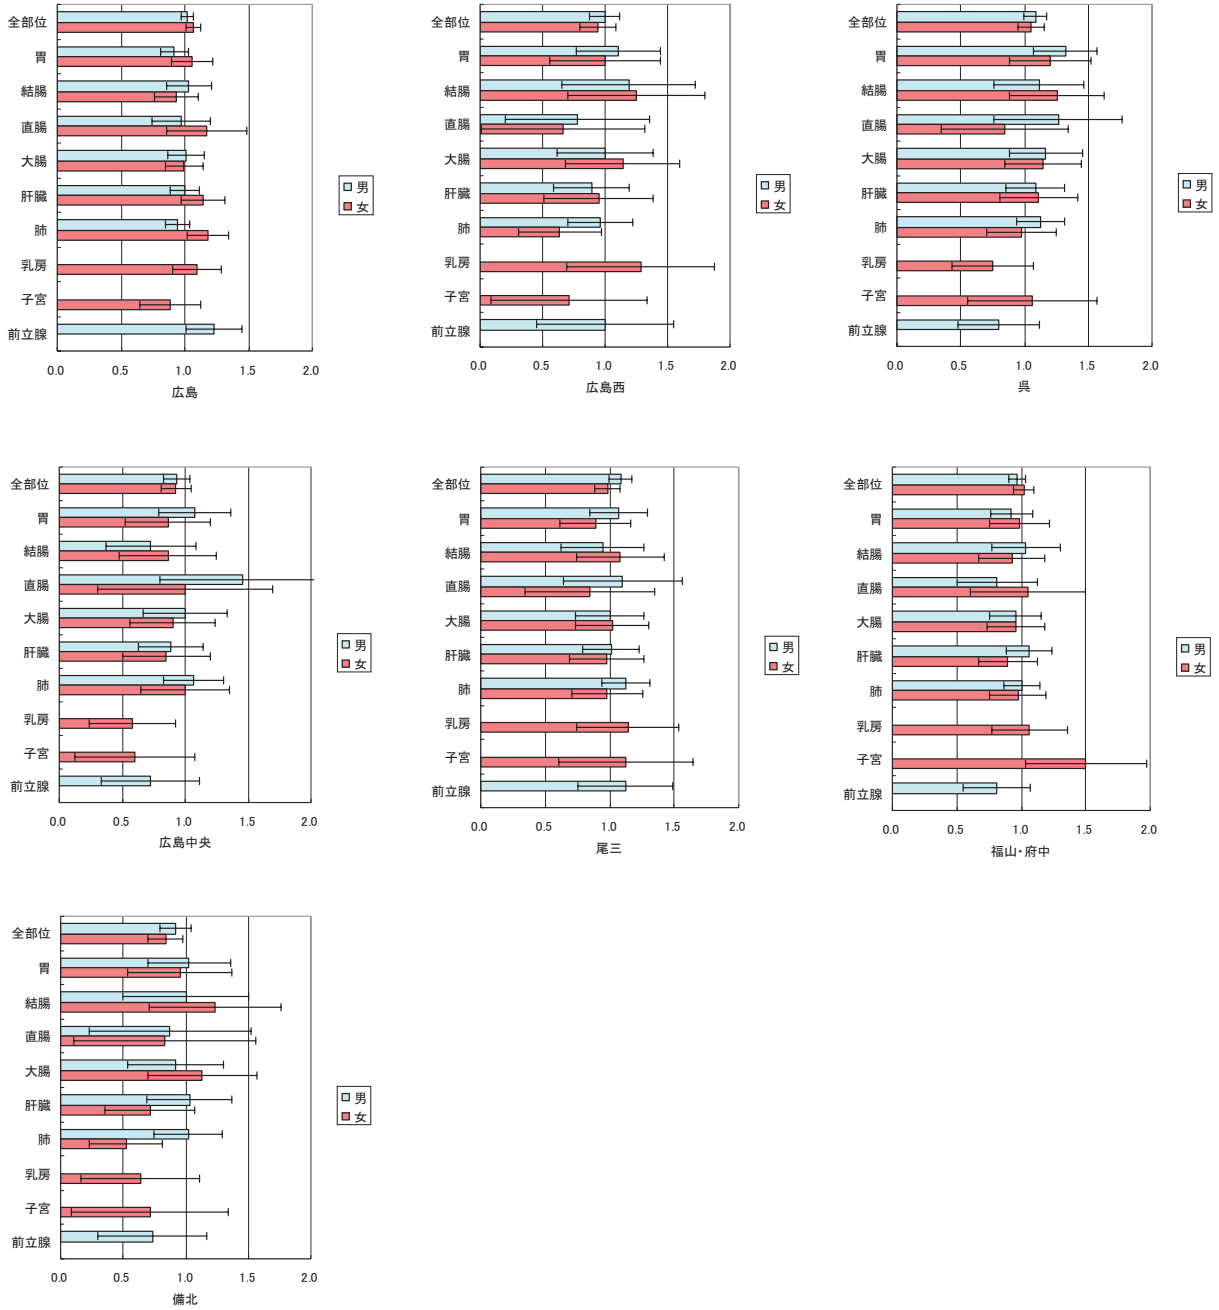 全部位
胃
結腸
直腸
大腸
肝臓
肺
乳房
子宮
前立腺
0.0 0.5 1.0 1.5 2.0
広島
男
女
全部位
胃
結腸
直腸
大腸
肝臓
肺
乳房
子宮
前立腺
0.0 0.5 1.0 1.5 2.0
広島西
男
女
全部位
胃
結腸
直腸
大腸
肝臓
肺
乳房
子宮
前立腺
0.0 0.5 1.0 1.5 2.0
呉
男
女
全部位
胃
結腸
直腸
大腸
肝臓
肺
乳房
子宮
前立腺
0.0 0.5 1.0 1.5 2.0
広島中央
男
女
全部位
胃
結腸
直腸
大腸
肝臓
肺
乳房
子宮
前立腺
0.0 0.5 1.0 1.5 2.0
尾三
男
女
全部位
胃
結腸
直腸
大腸
肝臓
肺
乳房
子宮
前立腺
0.0 0.5 1.0 1.5 2.0
福山・府中
男
女
全部位
胃
結腸
直腸
大腸
肝臓
肺
乳房
子宮
前立腺
0.0 0.5 1.0 1.5 2.0
備北
男
女